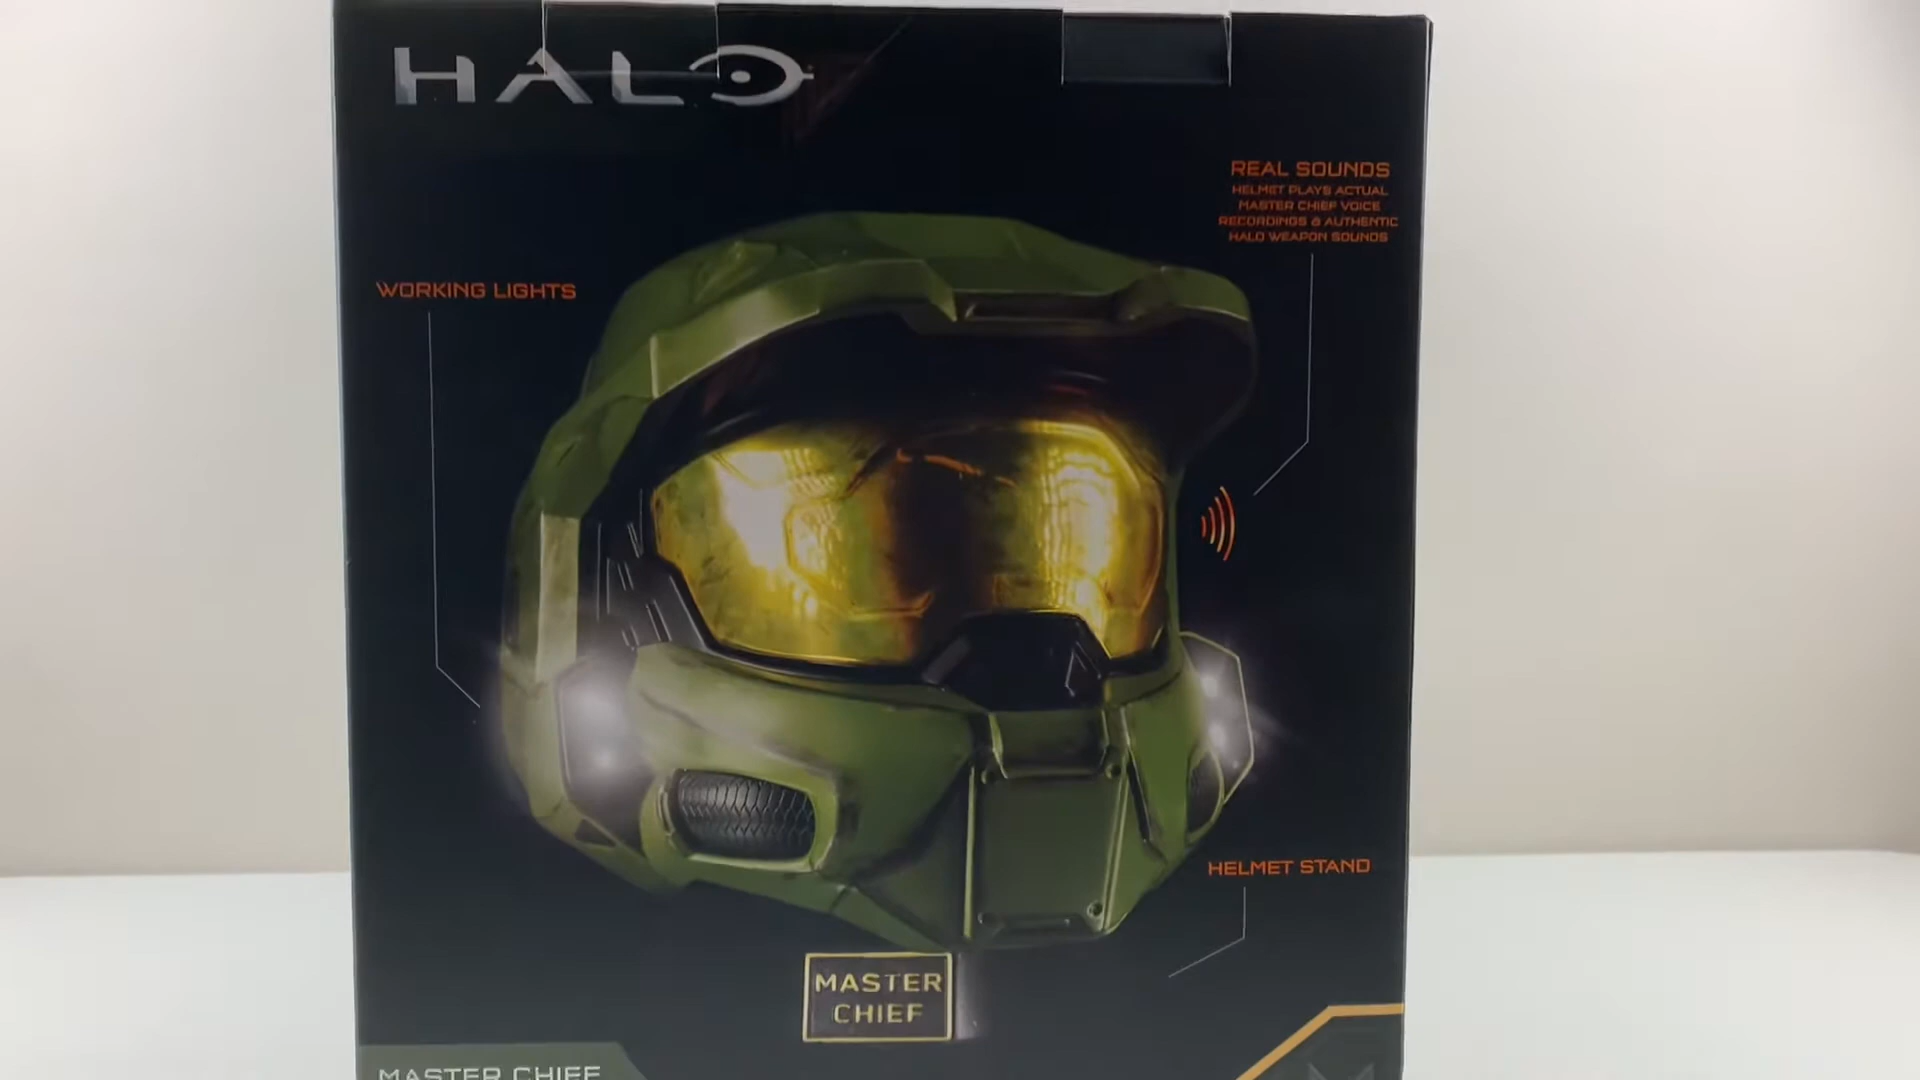 HALO
REAL SOUNDS
HELMET PLAYS ACTUAL
MASTER CHIEF VOICE
RECORDINGS & AUTHENTIC
HALO WEAPON SOUNDS
WORKING LIGHTS
HELMET STAND
MASTER
CHIEF
MASTER CHIEF